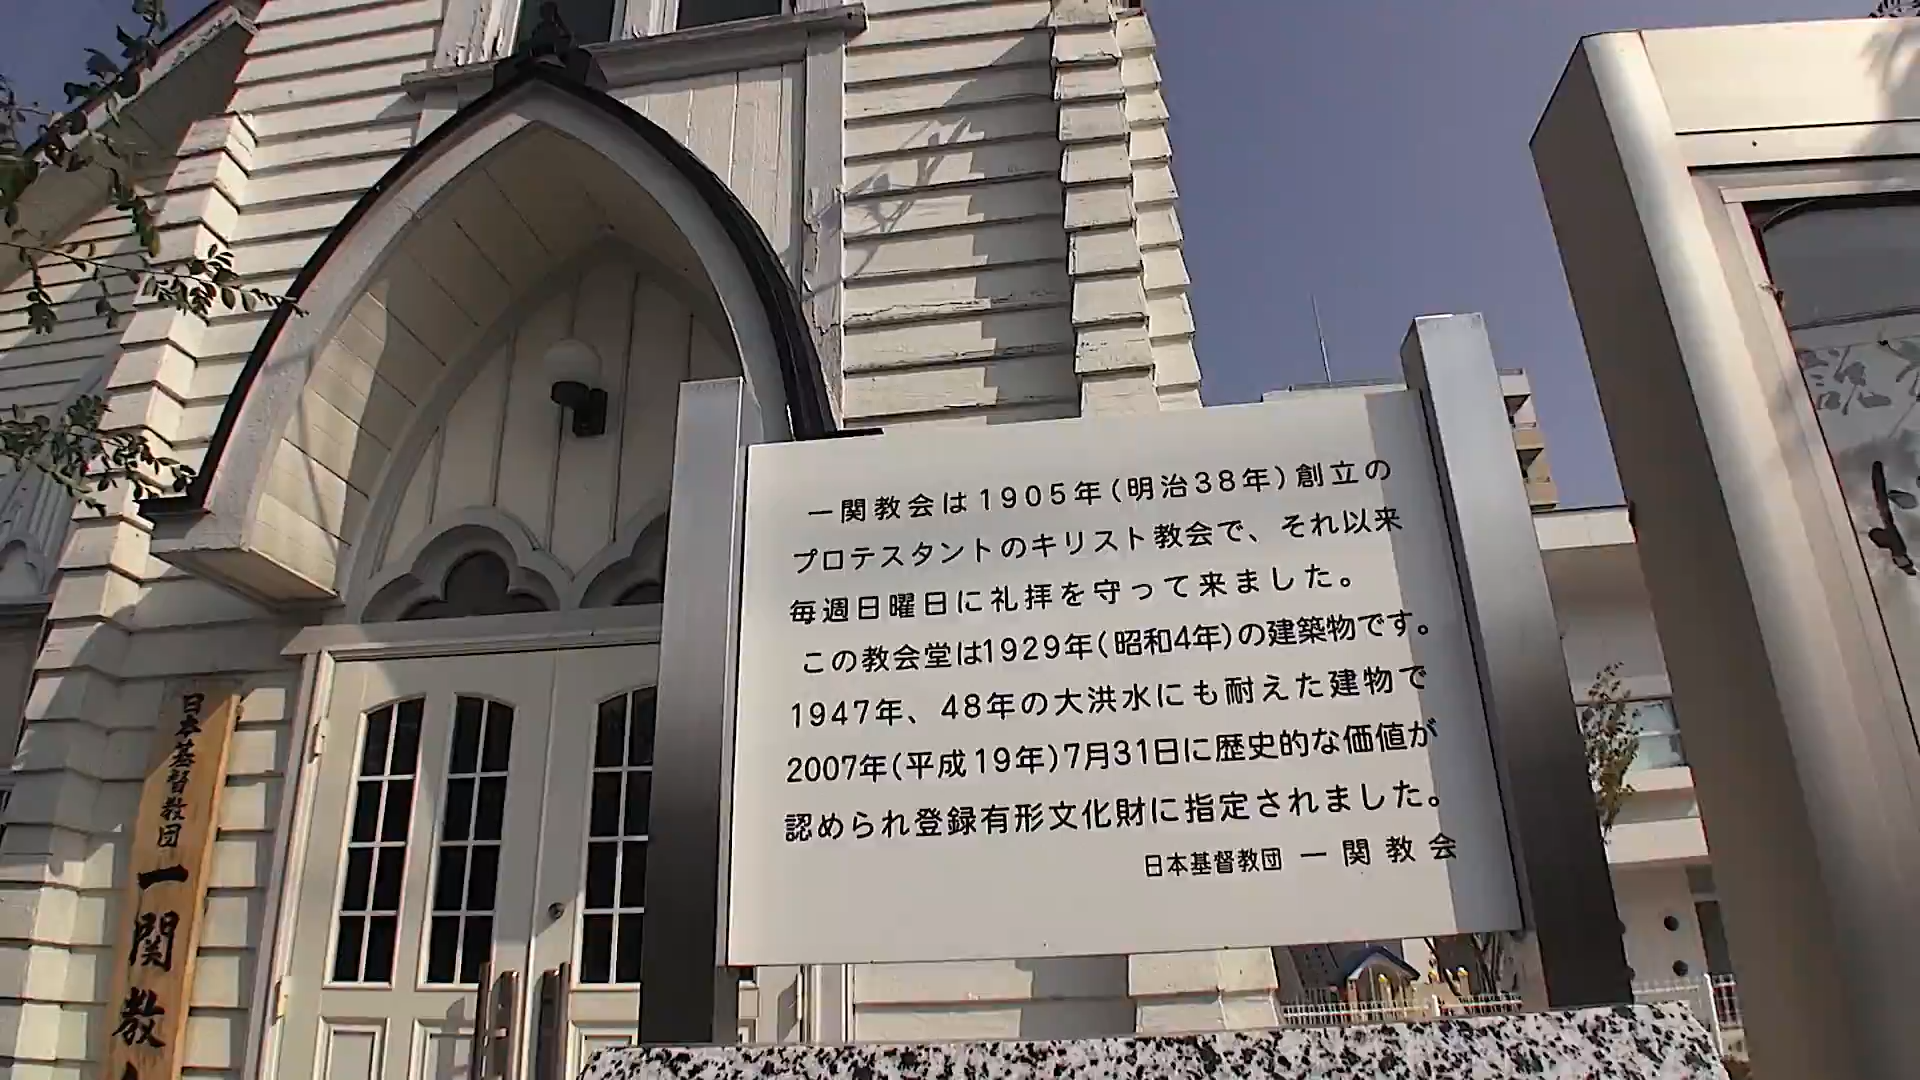 一関教会は1905年(明治38年)創立の
プロテスタントのキリスト教会で、それ以来
毎週日曜日に礼拝を守って来ました。
この教会堂は1929年(昭和4年)の建築物です。
1947年、48年の大洪水にも耐えた建物で
2007年(平成19年)7月31日に歴史的な価値が
認められ登録有形文化財に指定されました。
日本基督教団 一関教会
日本基督教団 一関教